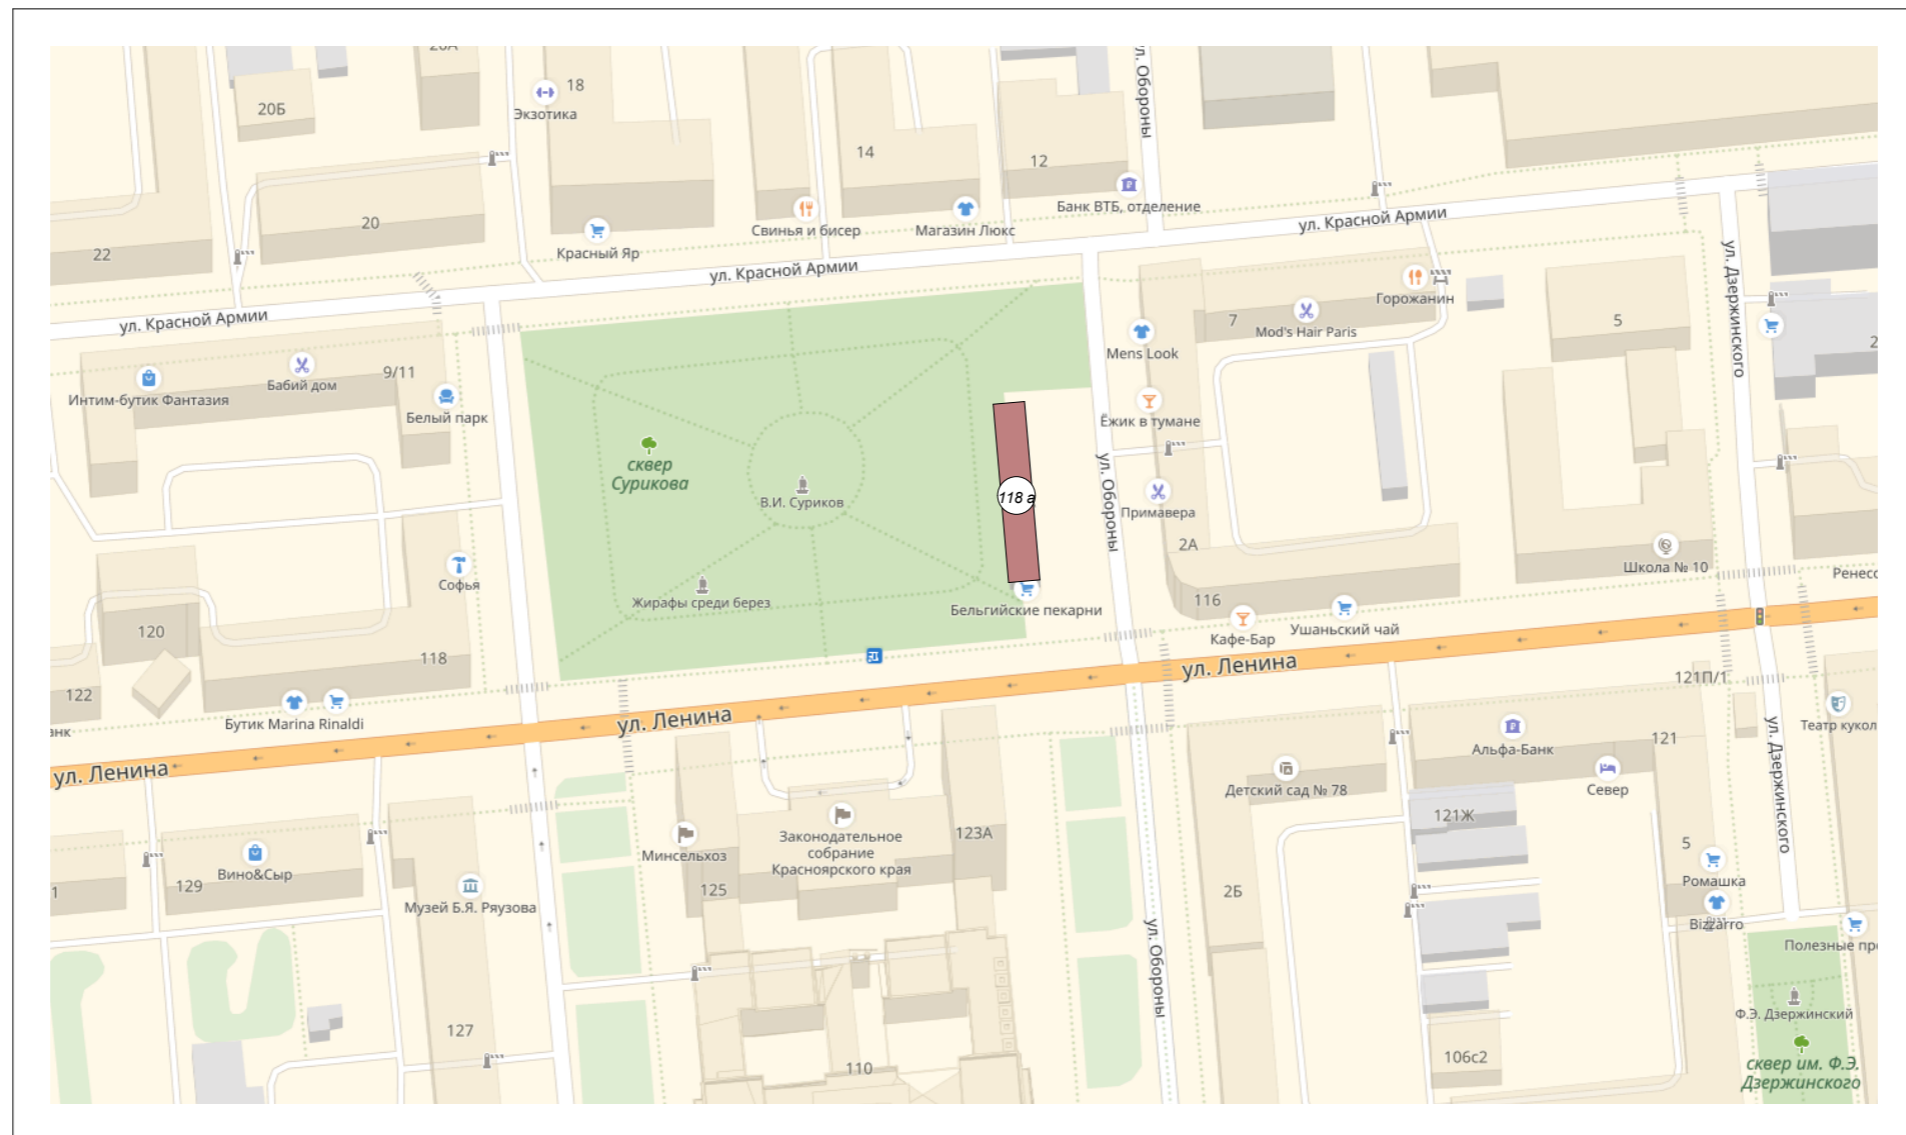 20А
20Б
18
Экзотика
ул. Обороны
14
12
Банк ВТБ, отделение
20
22
Красный Яр
Свинья и бисер
Магазин Люкс
ул. Красной Армии
ул. Красной Армии
ул. Красной Армии
Горожанин
7
Mod's Hair Paris
5
ул. Дзержинского
Mens Look
2
Интим-бутик Фантазия
Бабий дом
9/11
Белый парк
Ёжик в тумане
сквер
Сурикова
В.И. Суриков
118 а
ул. Обороны
Примавера
2А
Школа № 10
Софья
Жирафы среди берез
Бельгийские пекарни
116
Кафе-Бар
Ушаньский чай
Ренесс
120
118
122
анк
Бутик Marina Rinaldi
ул. Ленина
ул. Ленина
ул. Ленина
121П/1
121
Альфа-Банк
Театр кукол
ул. Дзержинского
Детский сад № 78
Север
121Ж
Минсельхоз
Законодательное
собрание
Красноярского края
123А
125
1
129
Вино&Сыр
Музей Б.Я. Ряузова
2Б
5
Ромашка
Bizzarro
Полезные пр
ул. Обороны
127
110
106с2
Ф.Э. Дзержинский
сквер им. Ф.Э.
Дзержинского